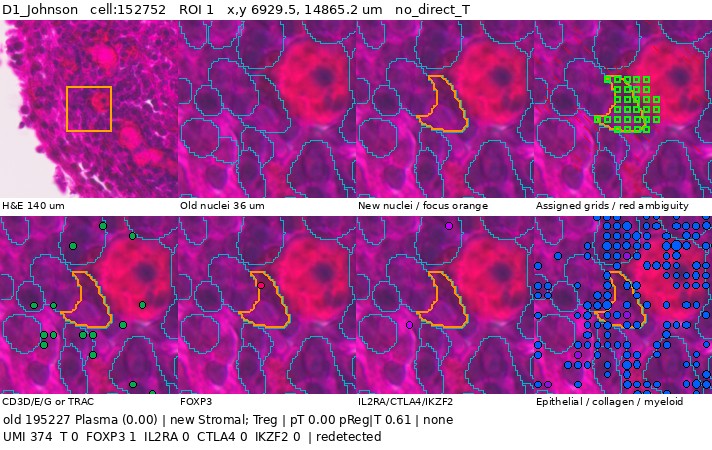 D1_Johnson cell:152752 ROI 1 x,y 6929.5, 14865.2 um no_direct_T
H&E 140 um
Old nuclei 36 um
New nuclei / focus orange
Assigned grids / red ambiguity
CD3D/E/G or TRAC
FOXP3
IL2RA/CTLA4/IKZF2
Epithelial / collagen / myeloid
old 195227 Plasma (0.00) | new Stromal; Treg | pT 0.00 pReg|T 0.61 | none
UMI 374 T 0 FOXP3 1 IL2RA 0 CTLA4 0 IKZF2 0 | redetected